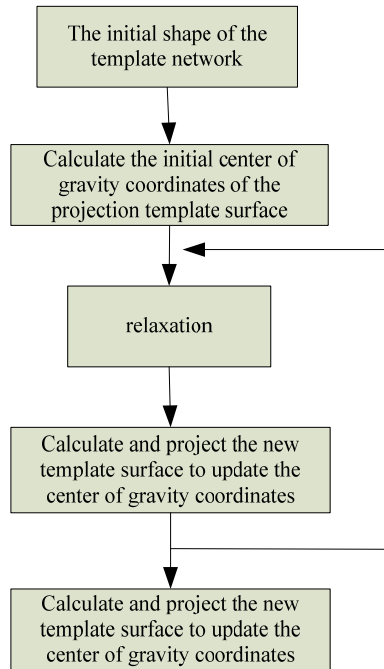 The initial shape of the
template network
Calculate the initial center of
gravity coordinates of the
projection template surface
relaxation
Calculate and project the new
template surface to update the
center of gravity coordinates
Calculate and project the new
template surface to update the
center of gravity coordinates